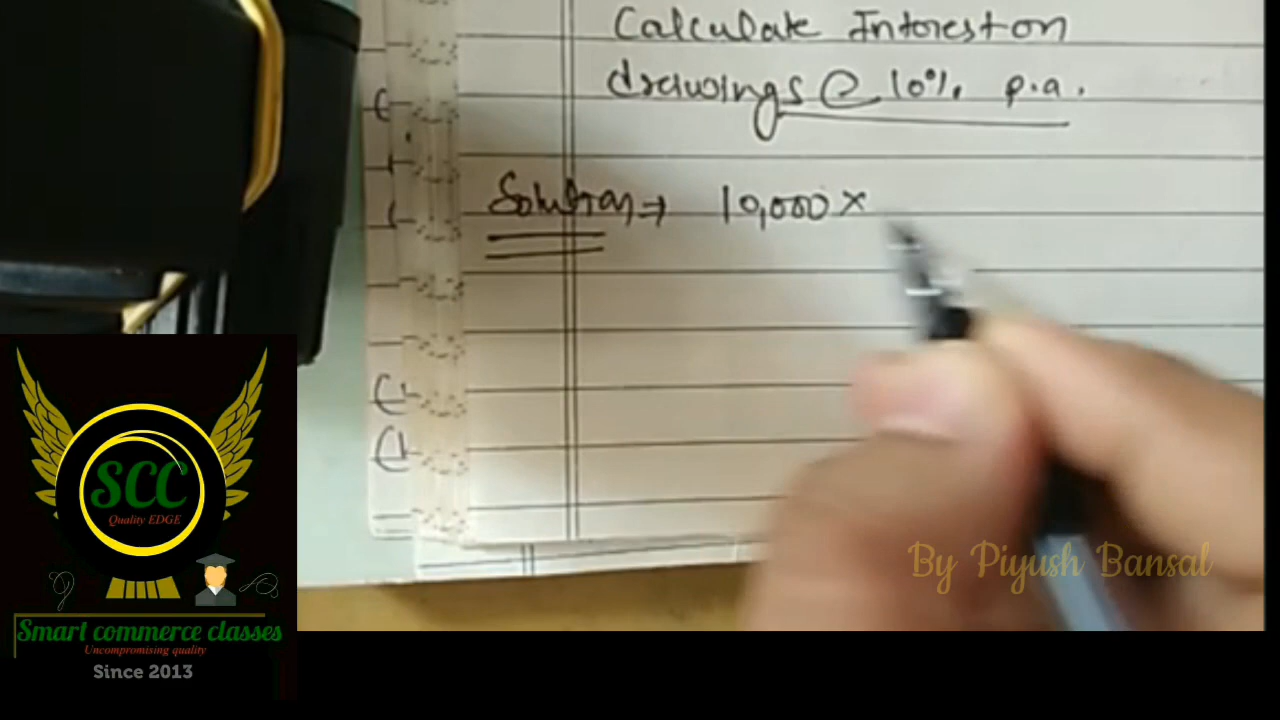 Calculate Interest on
drawings @ 10% p.a.
Solution ⇒ 10,000 ×
SCC
Quality EDGE
By Piyush Bansal
Smart commerce classes
Uncompromising quality
Since 2013